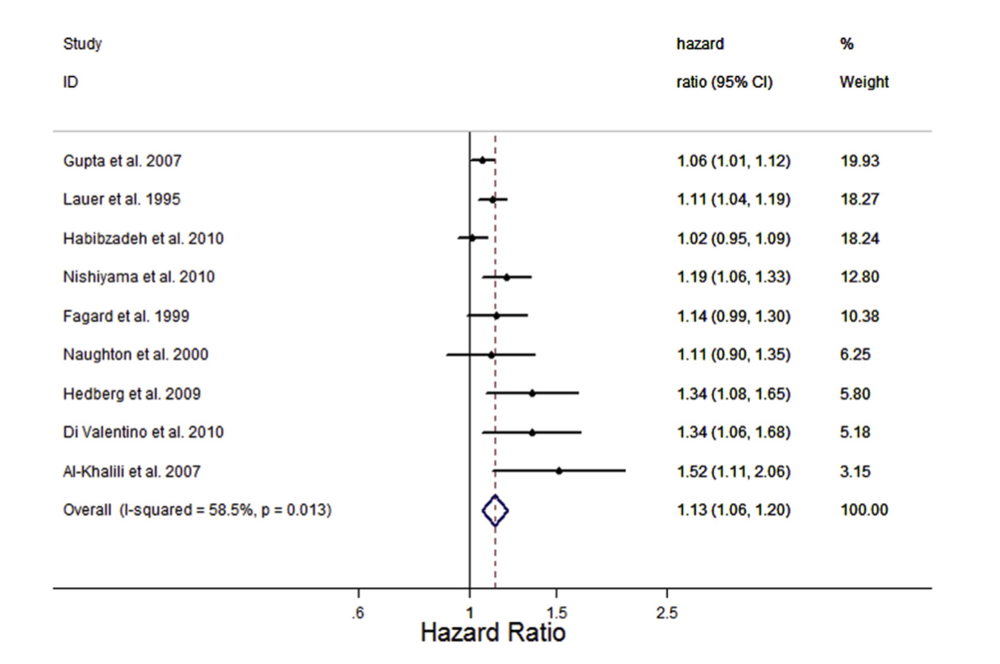 Study hazard %
ID ratio (95% CI) Weight
Gupta et al. 2007 1.06 (1.01, 1.12) 19.93
Lauer et al. 1995 1.11 (1.04, 1.19) 18.27
Habibzadeh et al. 2010 1.02 (0.95, 1.09) 18.24
Nishiyama et al. 2010 1.19 (1.06, 1.33) 12.80
Fagard et al. 1999 1.14 (0.99, 1.30) 10.38
Naughton et al. 2000 1.11 (0.90, 1.35) 6.25
Hedberg et al. 2009 1.34 (1.08, 1.65) 5.80
Di Valentino et al. 2010 1.34 (1.06, 1.68) 5.18
Al-Khalili et al. 2007 1.52 (1.11, 2.06) 3.15
Overall (I-squared = 58.5%, p = 0.013) 1.13 (1.06, 1.20) 100.00
.6 1 1.5 2.5
Hazard Ratio